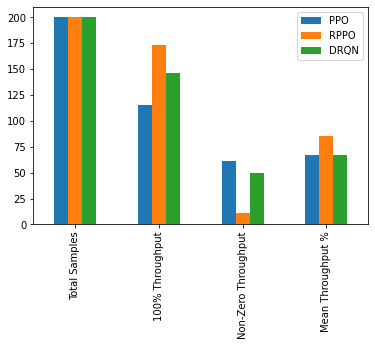 200
175
150
125
100
75
50
25
0
PPO
RPPO
DRQN
Total Samples
100% Throughput
Non-Zero Throughput
Mean Throughput %